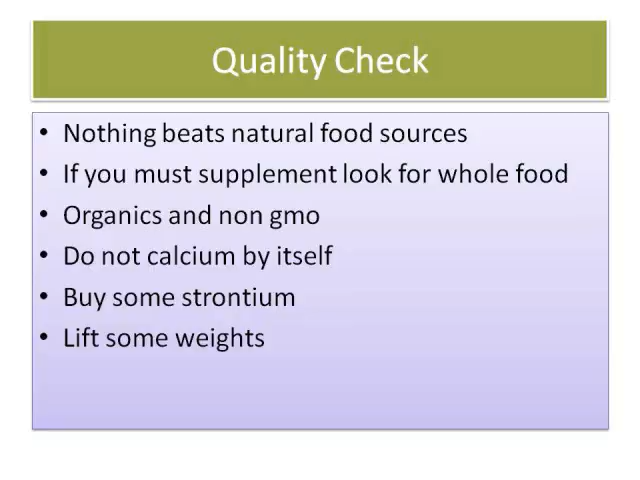 Quality Check
• Nothing beats natural food sources
• If you must supplement look for whole food
• Organics and non gmo
• Do not calcium by itself
• Buy some strontium
• Lift some weights